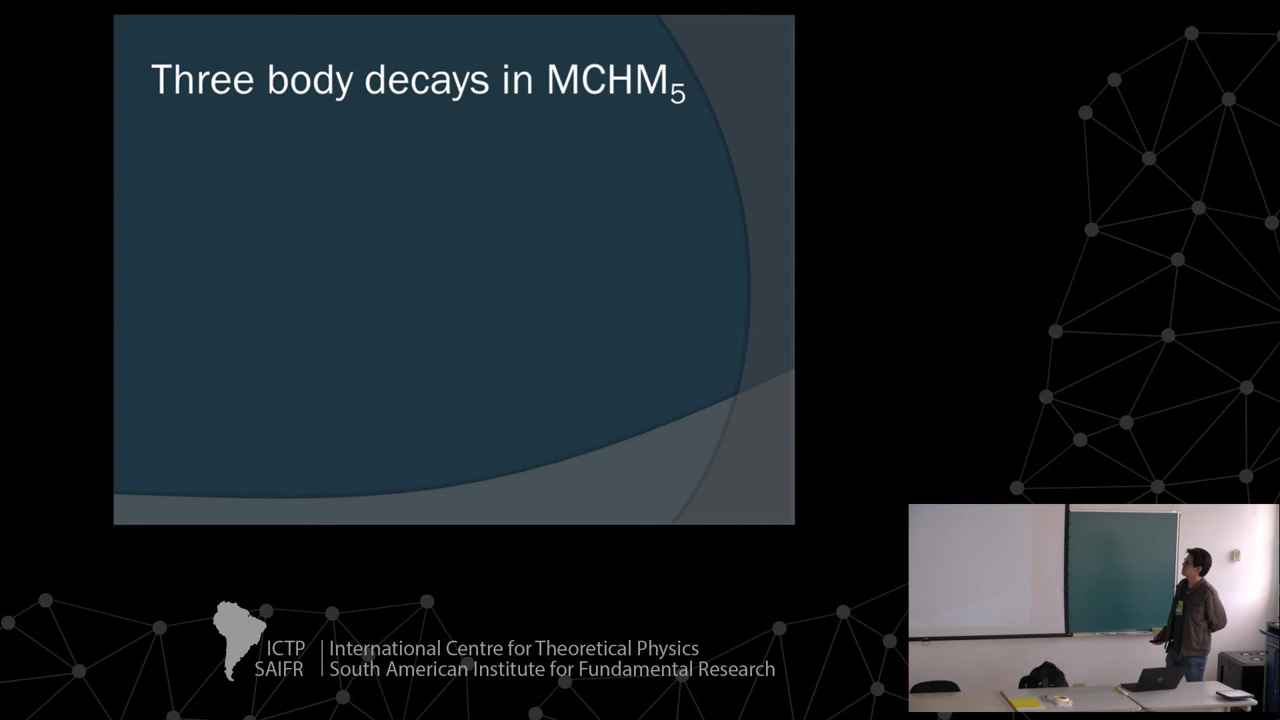 Three body decays in MCHM₅
ICTP
SAIFR
International Centre for Theoretical Physics
South American Institute for Fundamental Research